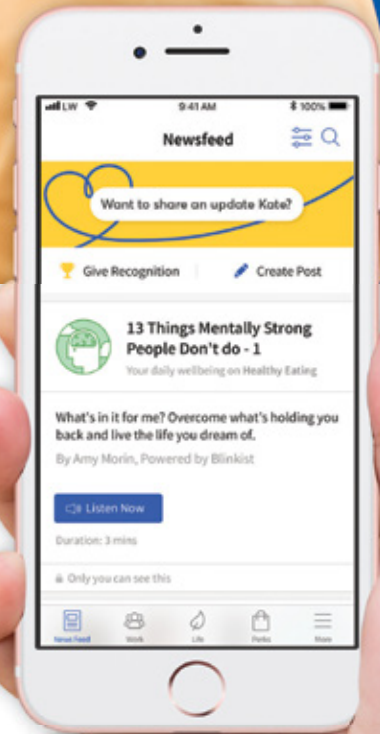 LW 9:41 AM 100%
Newsfeed
Want to share an update Kate?
Give Recognition Create Post
13 Things Mentally Strong
People Don't do - 1
Your daily wellbeing on Healthy Eating
What's in it for me? Overcome what's holding you
back and live the life you dream of.
By Amy Morin, Powered by Blinkist
Listen Now
Duration: 3 mins
Only you can see this
News Feed Work Life Perks More